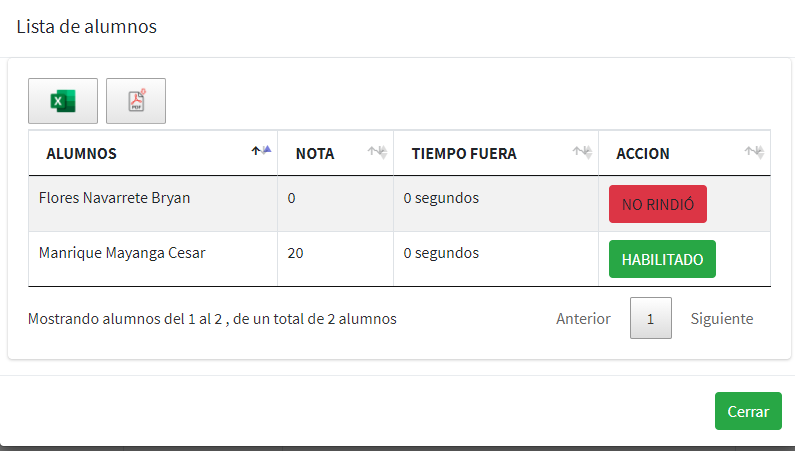 Lista de alumnos
PDF
ALUMNOS NOTA TIEMPO FUERA ACCION
Flores Navarrete Bryan 0 0 segundos NO RINDIÓ
Manrique Mayanga Cesar 20 0 segundos HABILITADO
Mostrando alumnos del 1 al 2 , de un total de 2 alumnos Anterior 1 Siguiente
Cerrar